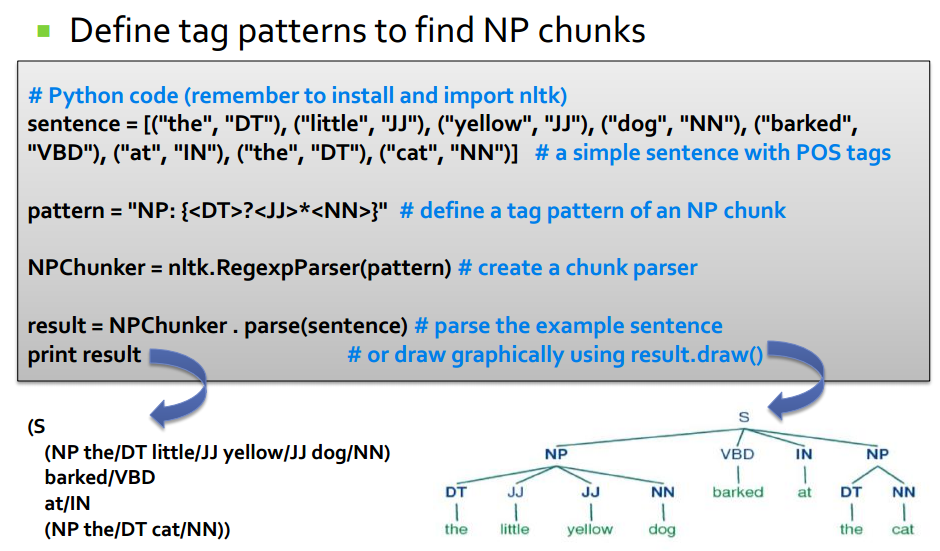 Define tag patterns to find NP chunks
# Python code (remember to install and import nltk)
sentence = [("the", "DT"), ("little", "JJ"), ("yellow", "JJ"), ("dog", "NN"), ("barked",
"VBD"), ("at", "IN"), ("the", "DT"), ("cat", "NN")] # a simple sentence with POS tags
pattern = "NP: {<DT>?<JJ>*<NN>}" # define a tag pattern of an NP chunk
NPChunker = nltk.RegexpParser(pattern) # create a chunk parser
result = NPChunker . parse(sentence) # parse the example sentence
print result # or draw graphically using result.draw()
(S
(NP the/DT little/JJ yellow/JJ dog/NN)
barked/VBD
at/IN
(NP the/DT cat/NN))
S
NP VBD IN NP
DT JJ JJ NN barked at DT NN
the little yellow dog the cat